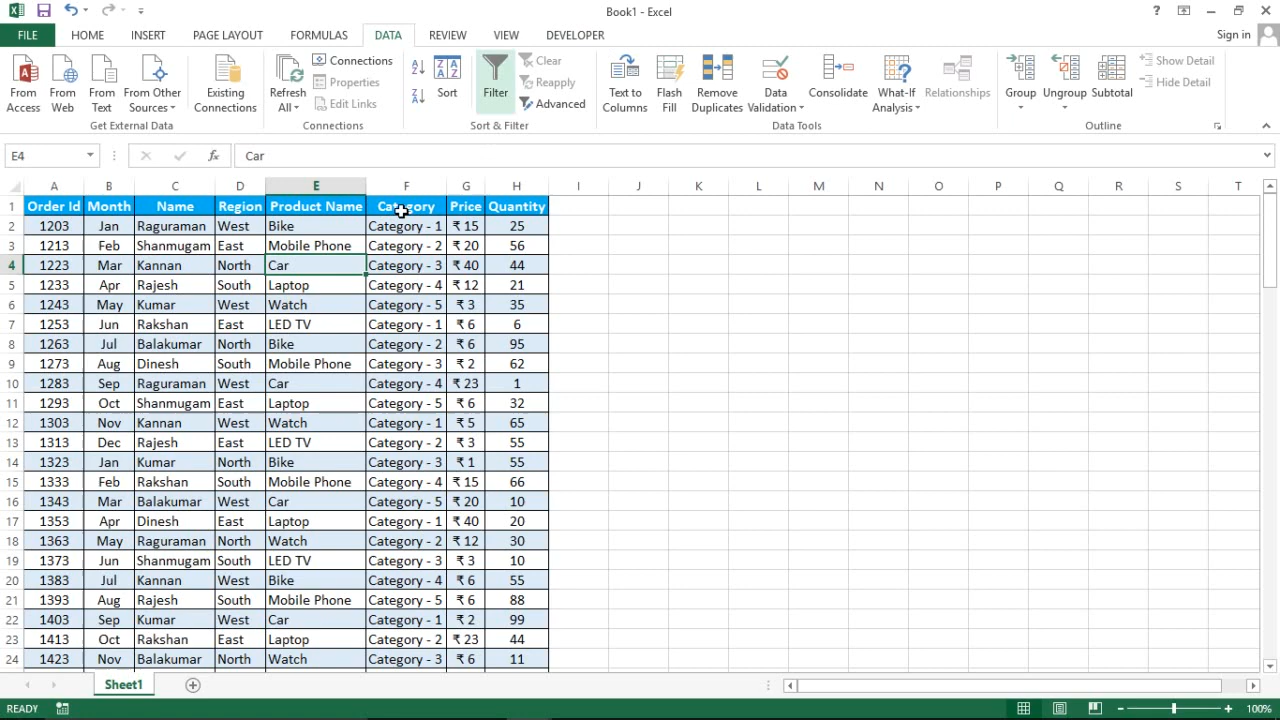 Book1 - Excel
FILE HOME INSERT PAGE LAYOUT FORMULAS DATA REVIEW VIEW DEVELOPER Sign in
From Access
From Web
From Text
From Other Sources
Existing Connections
Get External Data
Refresh All
Connections
Properties
Edit Links
Connections
Sort
Filter
Clear
Reapply
Advanced
Sort & Filter
Text to Columns
Flash Fill
Remove Duplicates
Data Validation
Consolidate
What-If Analysis
Relationships
Data Tools
Group
Ungroup
Subtotal
Show Detail
Hide Detail
Outline
E4 fx Car
A B C D E F G H I J K L M N O P Q R S T
1 Order Id Month Name Region Product Name Category Price Quantity
2 1203 Jan Raguraman West Bike Category - 1 ₹ 15 25
3 1213 Feb Shanmugam East Mobile Phone Category - 2 ₹ 20 56
4 1223 Mar Kannan North Car Category - 3 ₹ 40 44
5 1233 Apr Rajesh South Laptop Category - 4 ₹ 12 21
6 1243 May Kumar West Watch Category - 5 ₹ 3 35
7 1253 Jun Rakshan East LED TV Category - 1 ₹ 6 6
8 1263 Jul Balakumar North Bike Category - 2 ₹ 6 95
9 1273 Aug Dinesh South Mobile Phone Category - 3 ₹ 2 62
10 1283 Sep Raguraman West Car Category - 4 ₹ 23 1
11 1293 Oct Shanmugam East Laptop Category - 5 ₹ 6 32
12 1303 Nov Kannan West Watch Category - 1 ₹ 5 65
13 1313 Dec Rajesh East LED TV Category - 2 ₹ 3 55
14 1323 Jan Kumar North Bike Category - 3 ₹ 1 55
15 1333 Feb Rakshan South Mobile Phone Category - 4 ₹ 15 66
16 1343 Mar Balakumar West Car Category - 5 ₹ 20 10
17 1353 Apr Dinesh East Laptop Category - 1 ₹ 40 20
18 1363 May Raguraman North Watch Category - 2 ₹ 12 30
19 1373 Jun Shanmugam South LED TV Category - 3 ₹ 3 10
20 1383 Jul Kannan West Bike Category - 4 ₹ 6 55
21 1393 Aug Rajesh South Mobile Phone Category - 5 ₹ 6 88
22 1403 Sep Kumar West Car Category - 1 ₹ 2 99
23 1413 Oct Rakshan East Laptop Category - 2 ₹ 23 44
24 1423 Nov Balakumar North Watch Category - 3 ₹ 6 11
Sheet1
READY 100%